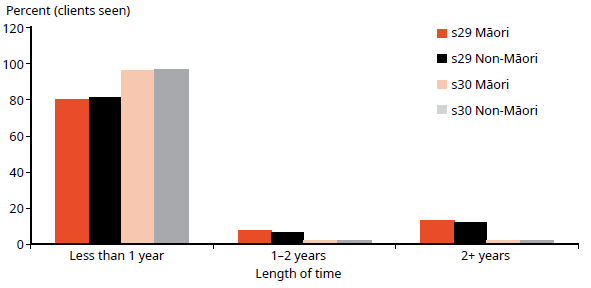 Percent (clients seen)
120
100
80
60
40
20
0
s29 Māori
s29 Non-Māori
s30 Māori
s30 Non-Māori
Less than 1 year
1–2 years
2+ years
Length of time